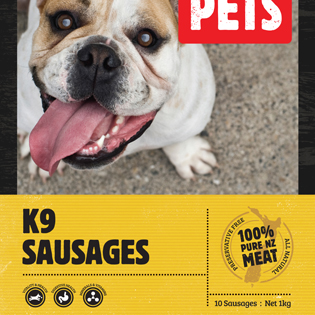 PETS
K9
SAUSAGES
PRESERVATIVE FREE
100%
PURE NZ
MEAT
ALL NATURAL
10 Sausages : Net 1kg